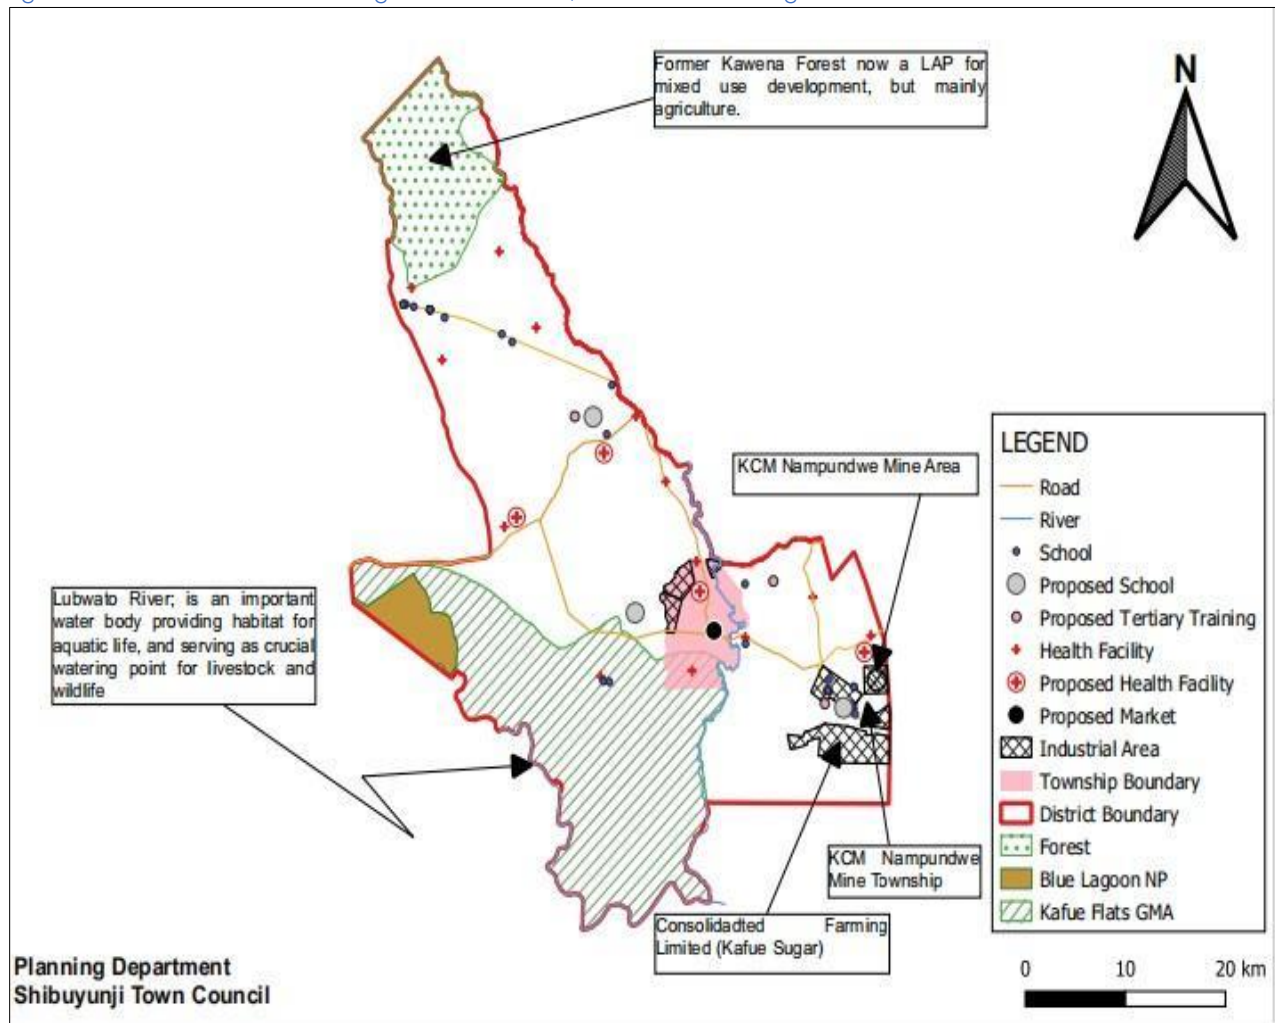 Former Kawena Forest now a LAP for
mixed use development, but mainly
agriculture.
N
KCM Nampundwe Mine Area
LEGEND
Road
River
School
Proposed School
Proposed Tertiary Training
Health Facility
Proposed Health Facility
Proposed Market
Industrial Area
Township Boundary
District Boundary
Forest
Blue Lagoon NP
Kafue Flats GMA
Lubwato River; is an important
water body providing habitat for
aquatic life, and serving as crucial
watering point for livestock and
wildlife
KCM Nampundwe
Mine Township
Consolidadted Farming
Limited (Kafue Sugar)
Planning Department
Shibuyunji Town Council
0 10 20 km